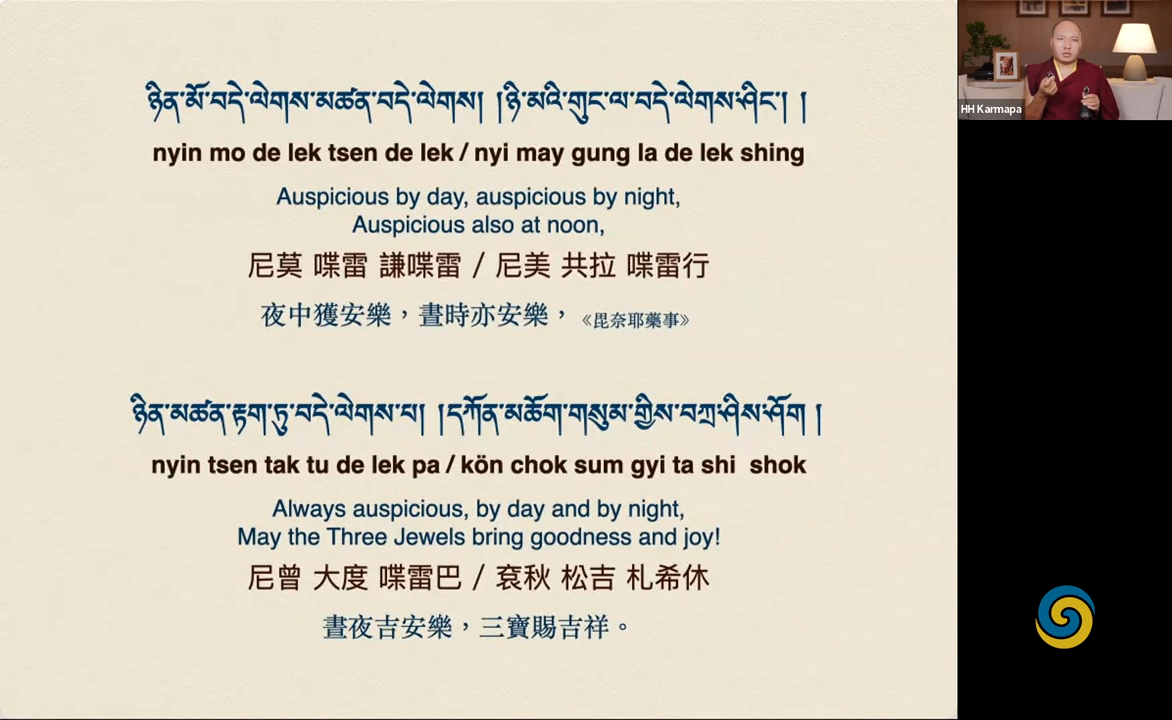 ཉིན་མོ་བདེ་ལེགས་མཚན་བདེ་ལེགས། །ཉི་མའི་གུང་ལ་བདེ་ལེགས་ཤིང་། །
nyin mo de lek tsen de lek / nyi may gung la de lek shing
Auspicious by day, auspicious by night,
Auspicious also at noon,
尼莫 喋雷 謙喋雷 / 尼美 共拉 喋雷行
夜中獲安樂，晝時亦安樂，《毘奈耶藥事》
ཉིན་མཚན་རྟག་ཏུ་བདེ་ལེགས་པ། །དཀོན་མཆོག་གསུམ་གྱིས་བཀྲ་ཤིས་ཤོག །
nyin tsen tak tu de lek pa / kön chok sum gyi ta shi shok
Always auspicious, by day and by night,
May the Three Jewels bring goodness and joy!
尼曾 大度 喋雷巴 / 袞秋 松吉 札希休
晝夜吉安樂，三寶賜吉祥。
HH Karmapa